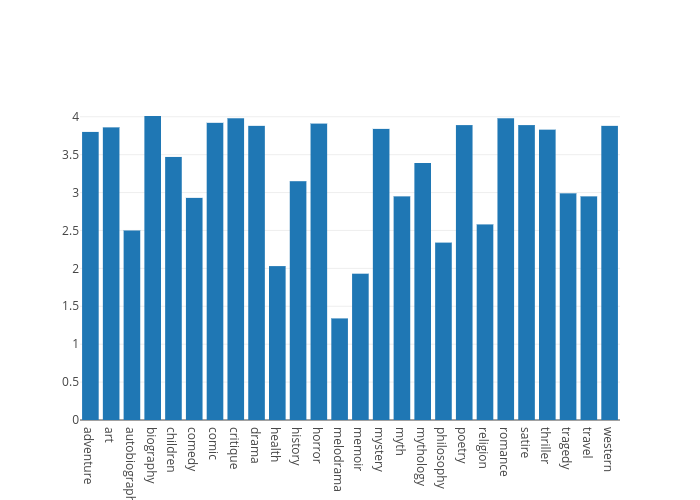 4
3.5
3
2.5
2
1.5
1
0.5
0
adventure
art
autobiograph
biography
children
comedy
comic
critique
drama
health
history
horror
melodrama
memoir
mystery
myth
mythology
philosophy
poetry
religion
romance
satire
thriller
tragedy
travel
western